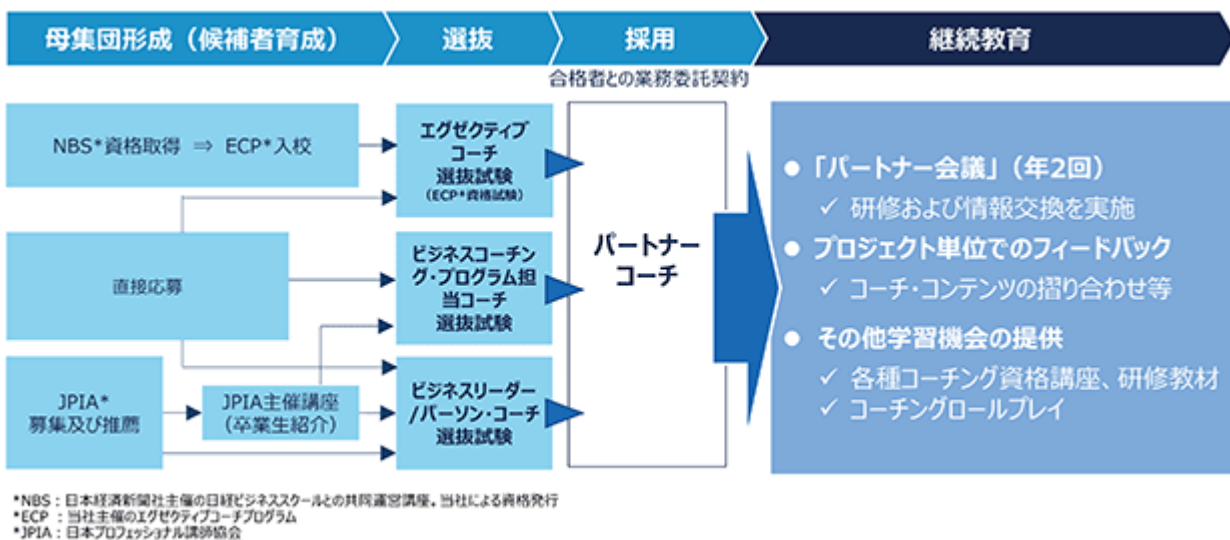 母集団形成（候補者育成）
選抜
採用
継続教育
合格者との業務委託契約
NBS*資格取得 ⇒ ECP*入校
直接応募
JPIA*
募集及び推薦
JPIA主催講座
（卒業生紹介）
エグゼクティブ
コーチ
選抜試験
（ECP*資格試験）
ビジネスコーチン
グ・プログラム担
当コーチ
選抜試験
ビジネスリーダー
/パーソン・コーチ
選抜試験
パートナー
コーチ
● 「パートナー会議」（年2回）
✓ 研修および情報交換を実施
● プロジェクト単位でのフィードバック
✓ コーチ・コンテンツの摺り合わせ等
● その他学習機会の提供
✓ 各種コーチング資格講座、研修教材
✓ コーチングロールプレイ
*NBS：日本経済新聞社主催の日経ビジネススクールとの共同運営講座。当社による資格発行
*ECP ：当社主催のエグゼクティブコーチプログラム
*JPIA：日本プロフェッショナル講師協会